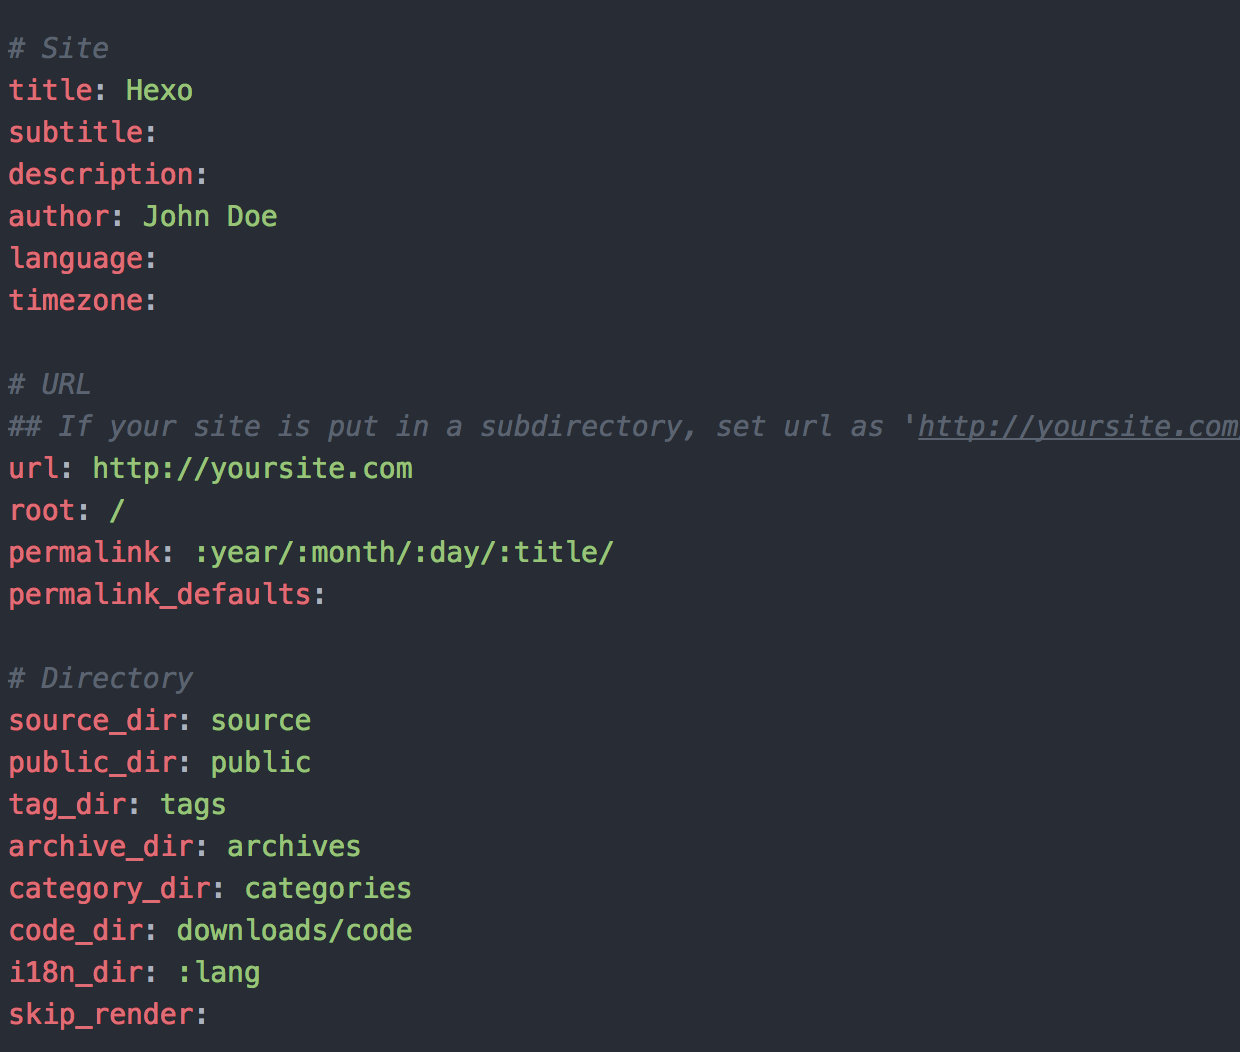 # Site
title: Hexo
subtitle:
description:
author: John Doe
language:
timezone:
# URL
## If your site is put in a subdirectory, set url as 'http://yoursite.com
url: http://yoursite.com
root: /
permalink: :year/:month/:day/:title/
permalink_defaults:
# Directory
source_dir: source
public_dir: public
tag_dir: tags
archive_dir: archives
category_dir: categories
code_dir: downloads/code
i18n_dir: :lang
skip_render: